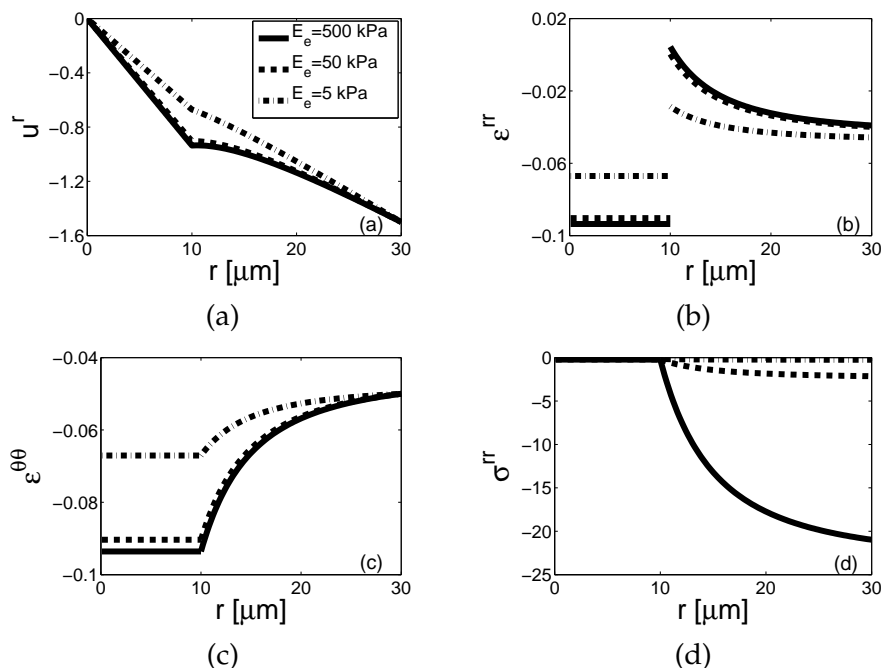 0
−0.4
−0.8
−1.2
−1.6
0
10
20
30
u^r
r [μm]
E_e=500 kPa
E_e=50 kPa
E_e=5 kPa
(a)
(a)
0.02
−0.02
−0.06
−0.1
0
10
20
30
ε^rr
r [μm]
(b)
(b)
−0.04
−0.06
−0.08
−0.1
0
10
20
30
ε^θθ
r [μm]
(c)
(c)
0
−5
−10
−15
−20
−25
0
10
20
30
σ^rr
r [μm]
(d)
(d)